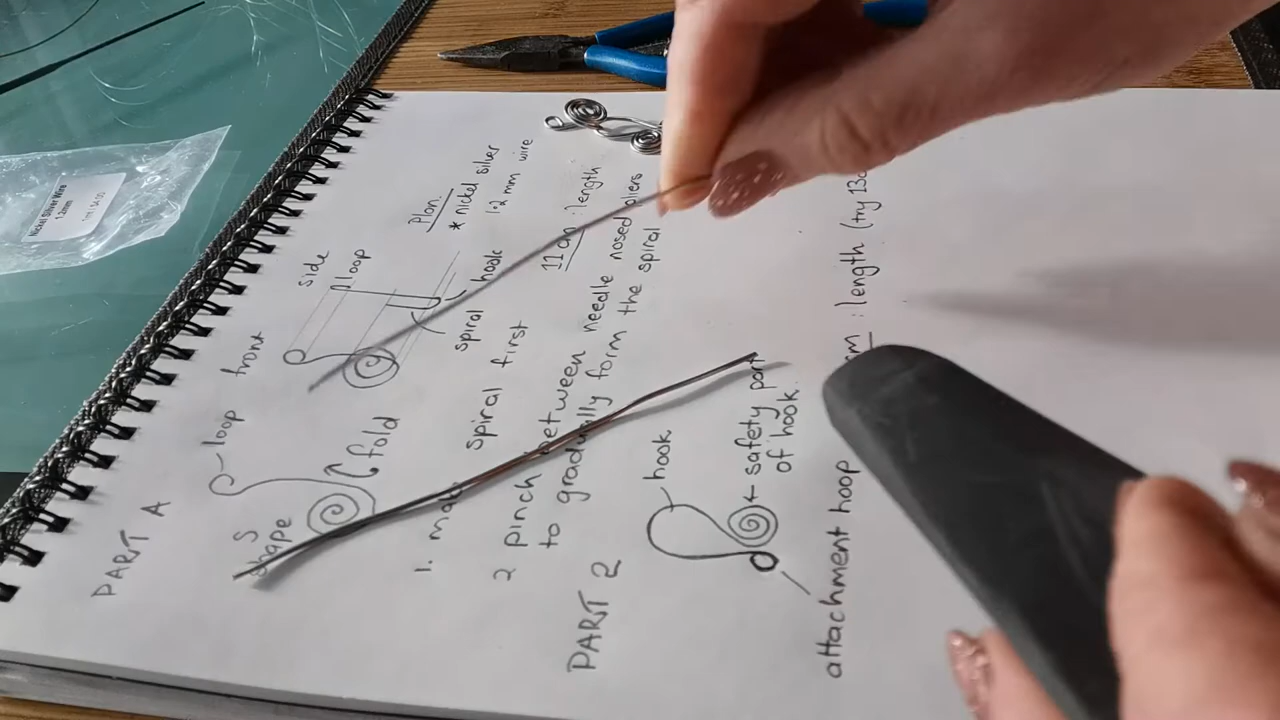 Nickel Silver Wire
1.2mm
PART A
S
shape
loop
front
side
loop
fold
spiral
hook
Plan
* nickel silver
1.2 mm wire
11 cm : length
1. make spiral first
2 pinch between needle nosed pliers
to gradually form the spiral
PART 2
hook
← safety part
of hook
attachment hoop
cm : length (try 13c